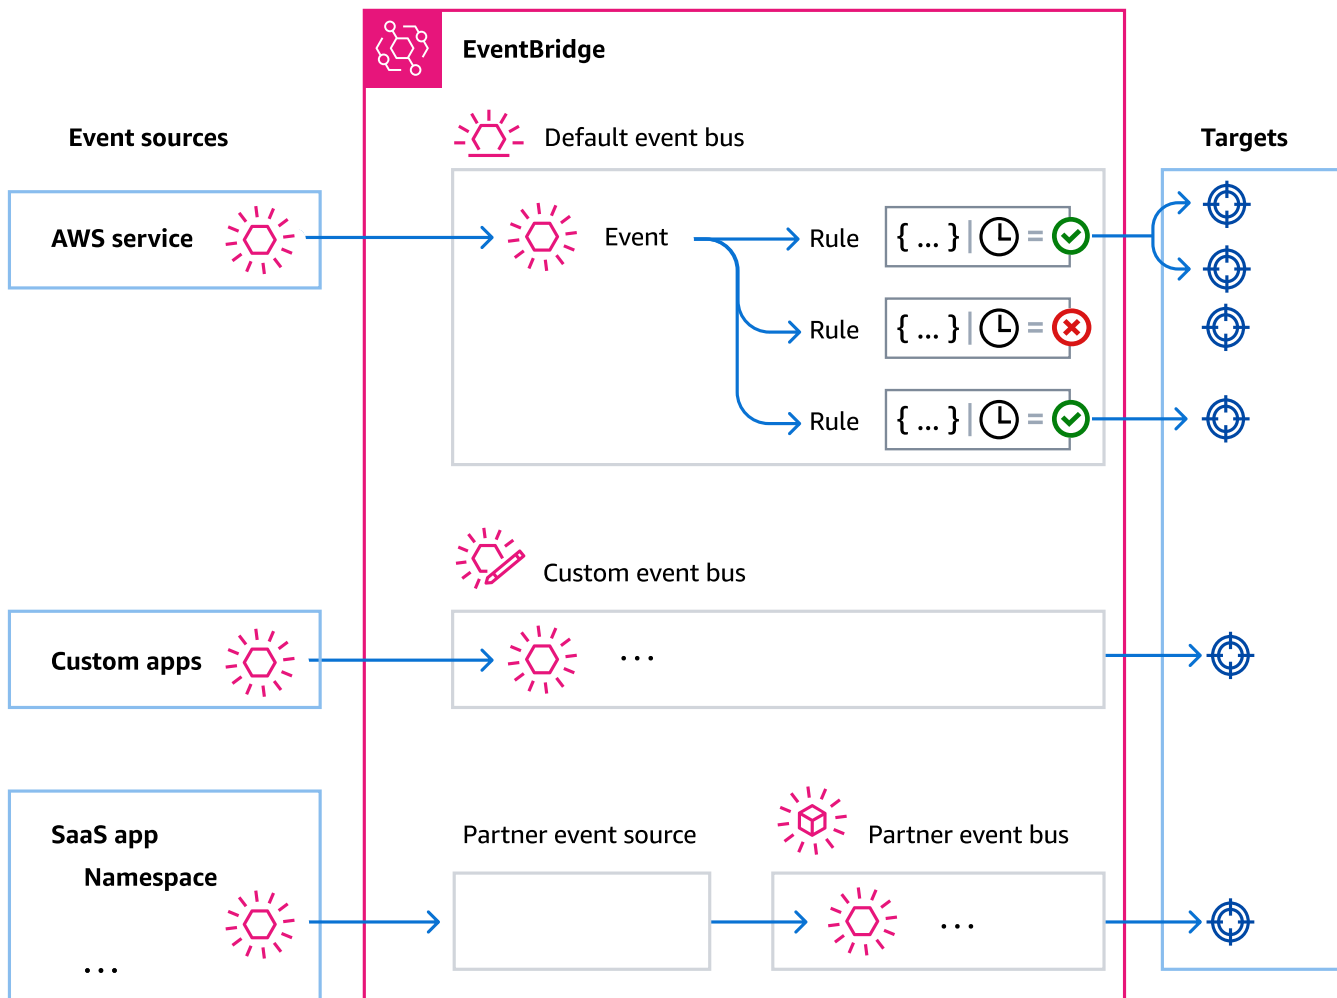 EventBridge
Event sources
Default event bus
Targets
AWS service
Event
Rule
{ ... } | =
Rule
{ ... } | =
Rule
{ ... } | =
Custom event bus
Custom apps
...
SaaS app
Namespace
...
Partner event source
Partner event bus
...